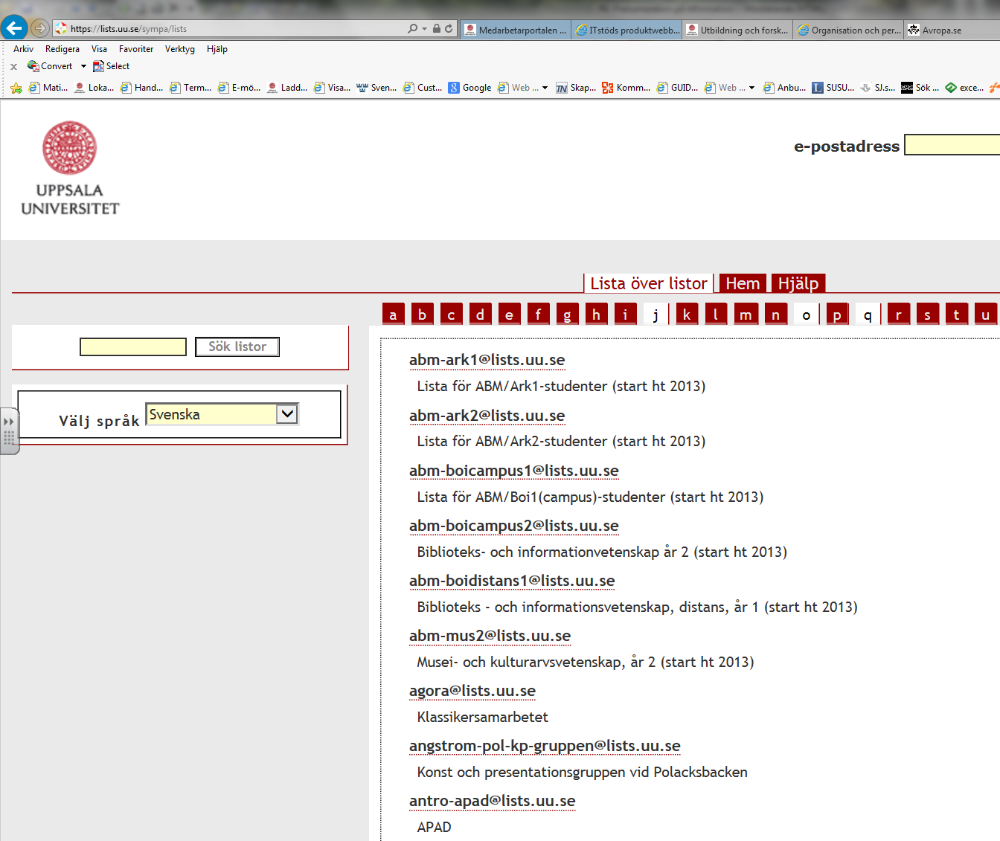 https://lists.uu.se/sympa/lists
Medarbetarportalen ...
ITstöds produktwebb...
Utbildning och forsk...
Organisation och per...
Avropa.se
Arkiv Redigera Visa Favoriter Verktyg Hjälp
x Convert Select
Mati... Loka... Hand... Term... E-mö... Ladd... Visa... Sven... Cust... Google Web ... Skap... Komm... GUID... Web ... Anbu... SUSU... SJ.s... Sök ... exce...
UPPSALA
UNIVERSITET
e-postadress
Lista över listor Hem Hjälp
a b c d e f g h i j k l m n o p q r s t u
Sök listor
Välj språk Svenska
abm-ark1@lists.uu.se
Lista för ABM/Ark1-studenter (start ht 2013)
abm-ark2@lists.uu.se
Lista för ABM/Ark2-studenter (start ht 2013)
abm-boicampus1@lists.uu.se
Lista för ABM/Boi1(campus)-studenter (start ht 2013)
abm-boicampus2@lists.uu.se
Biblioteks- och informationvetenskap år 2 (start ht 2013)
abm-boidistans1@lists.uu.se
Biblioteks - och informationsvetenskap, distans, år 1 (start ht 2013)
abm-mus2@lists.uu.se
Musei- och kulturarvsvetenskap, år 2 (start ht 2013)
agora@lists.uu.se
Klassikersamarbetet
angstrom-pol-kp-gruppen@lists.uu.se
Konst och presentationsgruppen vid Polacksbacken
antro-apad@lists.uu.se
APAD